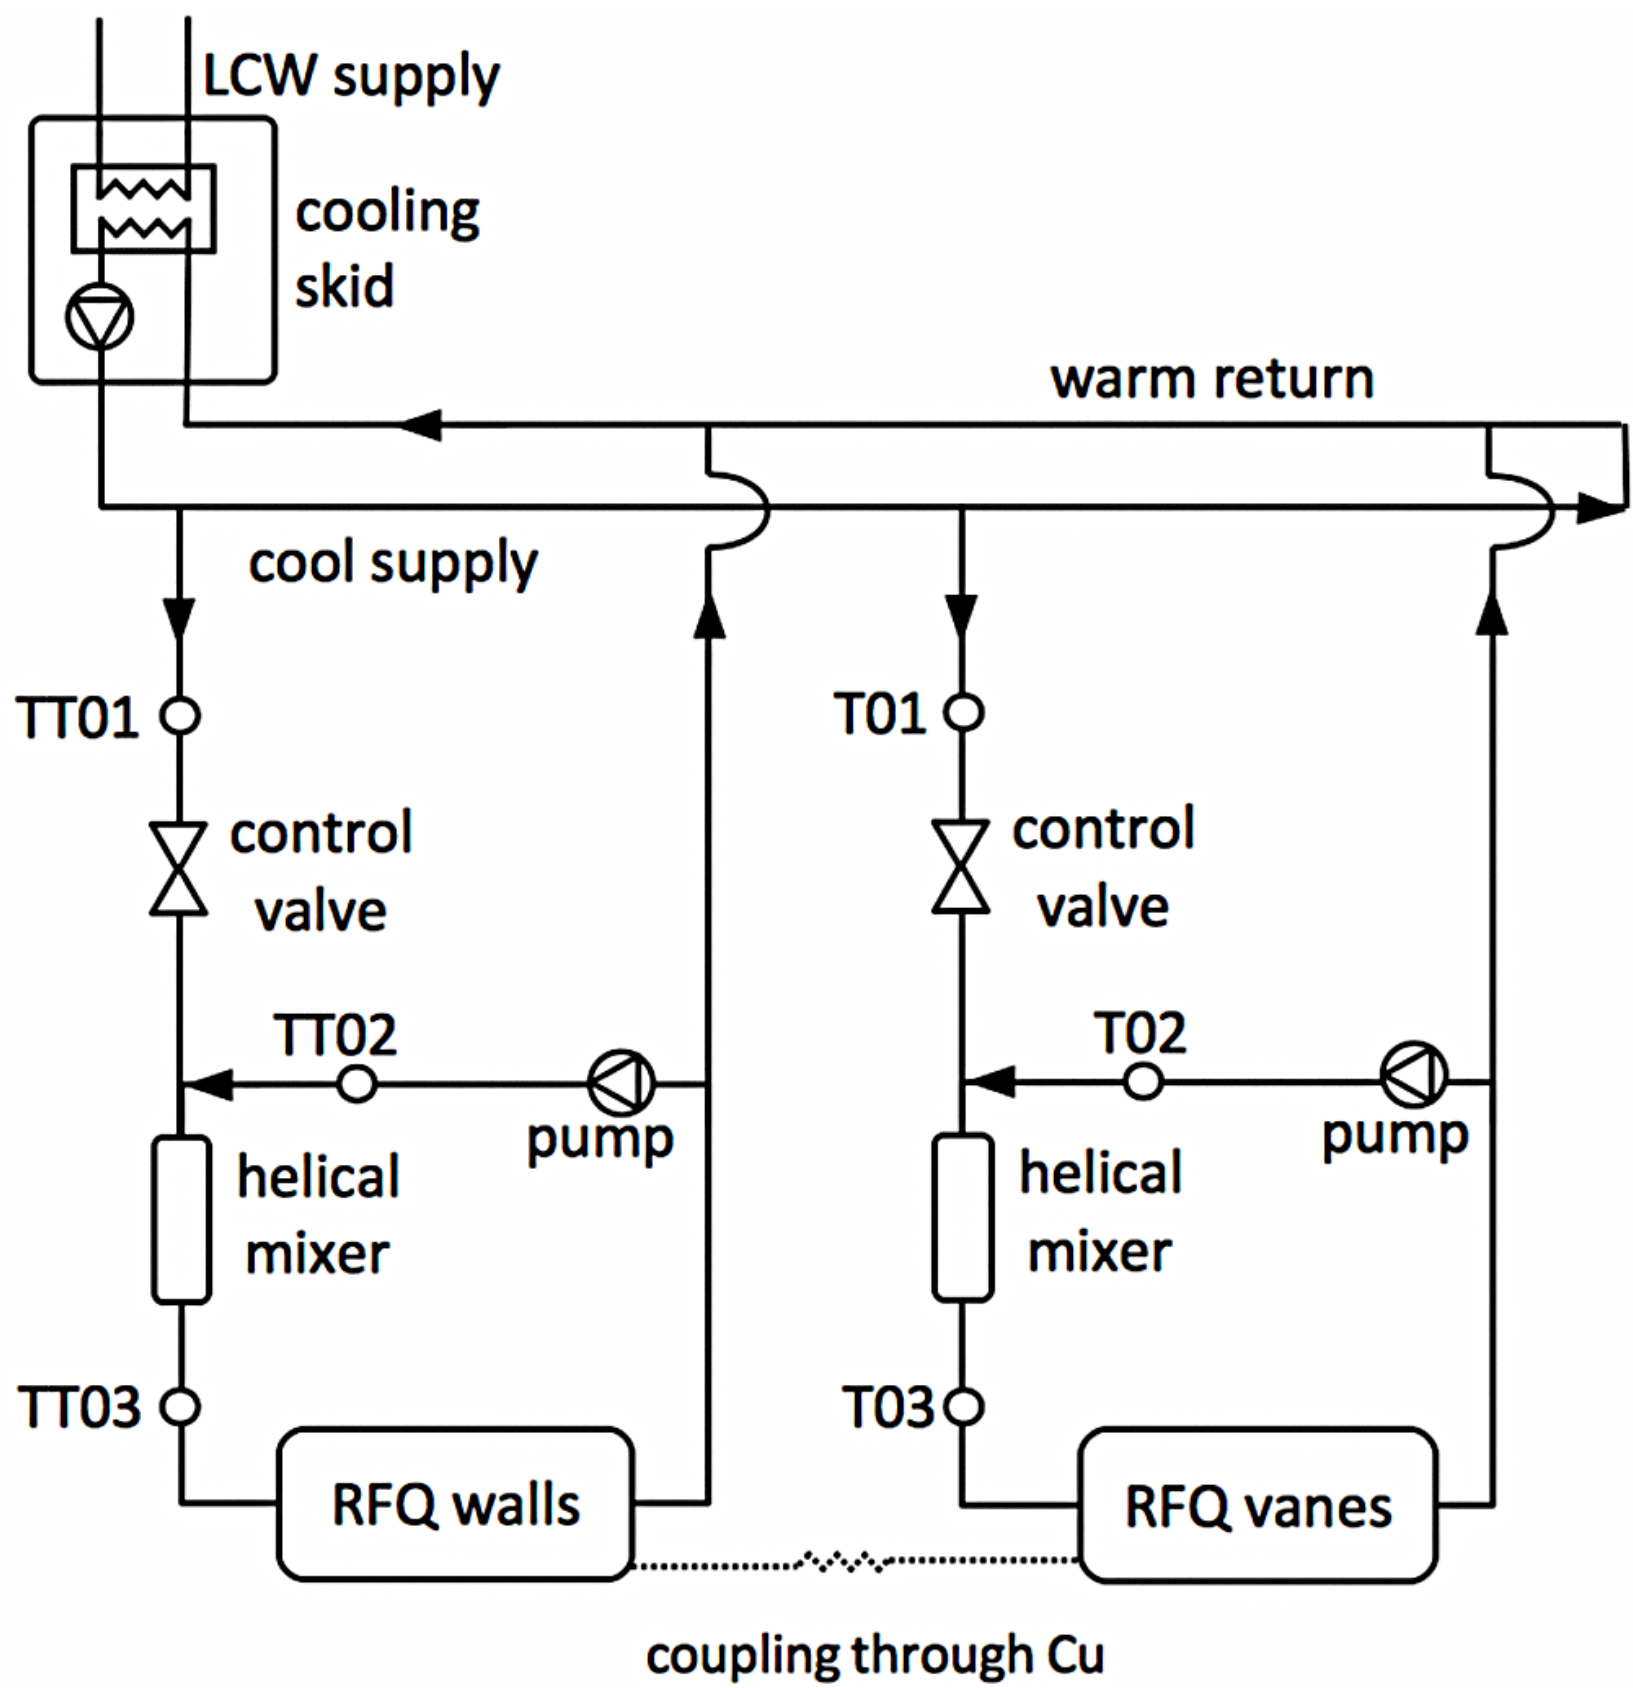 LCW supply
cooling
skid
warm return
cool supply
TT01
T01
control
valve
control
valve
TT02
T02
pump
pump
helical
mixer
helical
mixer
TT03
T03
RFQ walls
RFQ vanes
coupling through Cu